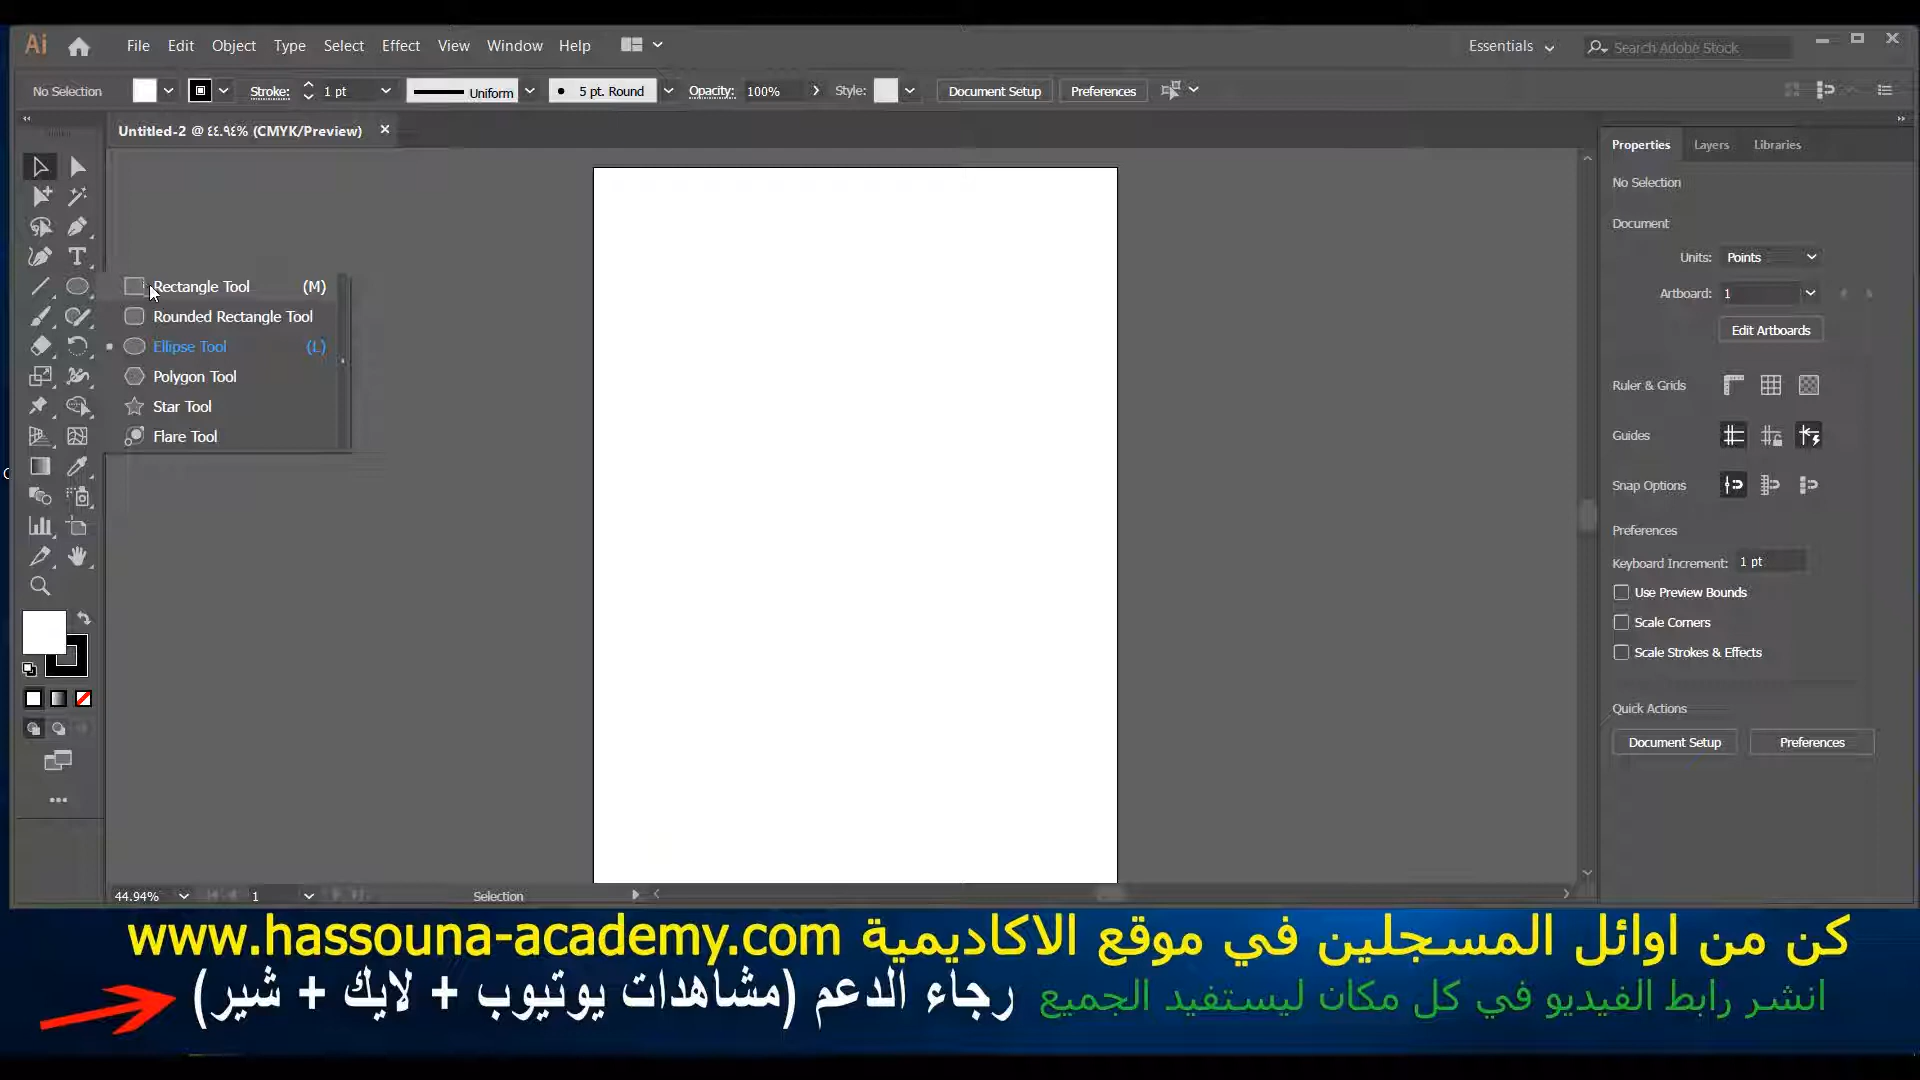 Ai File Edit Object Type Select Effect View Window Help Essentials Search Adobe Stock
No Selection Stroke: 1 pt Uniform 5 pt. Round Opacity: 100% Style: Document Setup Preferences
Untitled-2 @ ٤٤.٩٤% (CMYK/Preview)
Properties Layers Libraries
No Selection
Document
Units: Points
Artboard: 1
Edit Artboards
Ruler & Grids
Guides
Snap Options
Preferences
Keyboard Increment: 1 pt
Use Preview Bounds
Scale Corners
Scale Strokes & Effects
Quick Actions
Document Setup Preferences
Rectangle Tool (M)
Rounded Rectangle Tool
Ellipse Tool (L)
Polygon Tool
Star Tool
Flare Tool
44.94% 1 Selection
كن من اوائل المسجلين في موقع الاكاديمية www.hassouna-academy.com
انشر رابط الفيديو في كل مكان ليستفيد الجميع رجاء الدعم (مشاهدات يوتيوب + لايك + شير)